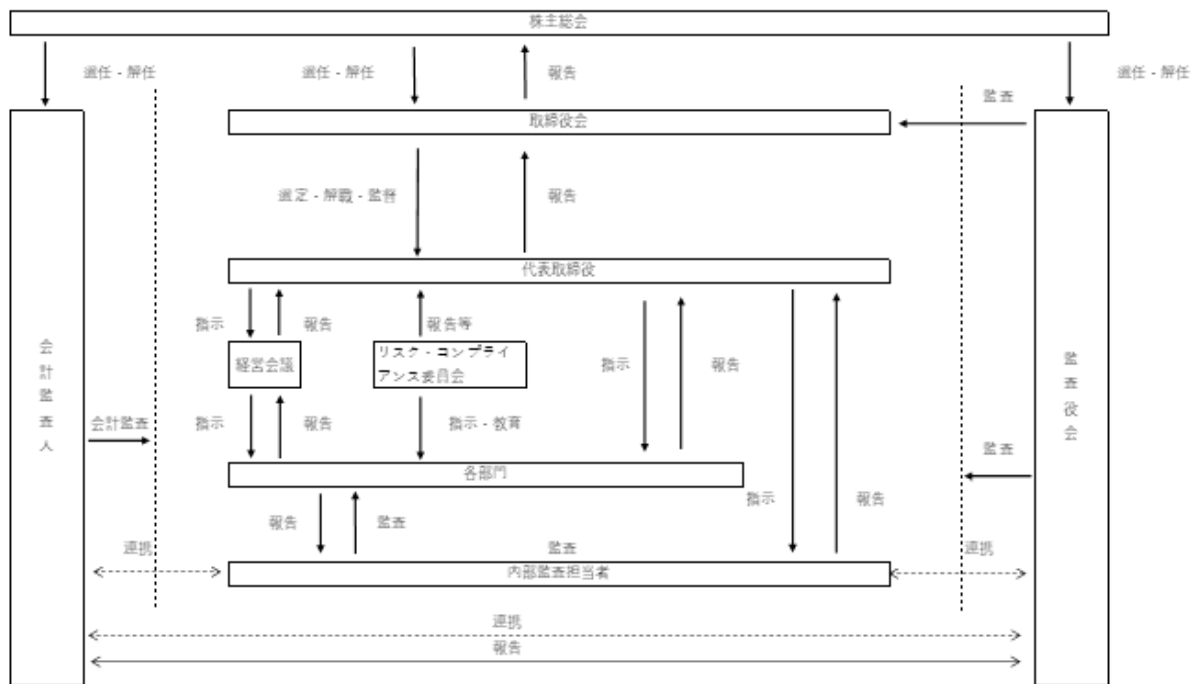 株主総会
選任‐解任
選任‐解任
報告
選任‐解任
監査
取締役会
選定‐解職‐監督
報告
代表取締役
指示
報告
報告等
経営会議
リスク‐コンプライ
アンス委員会
指示
報告
会計監査人
監査役会
会計監査
指示
報告
指示‐教育
監査
各部門
指示
報告
報告
監査
連携
監査
連携
内部監査担当者
連携
報告